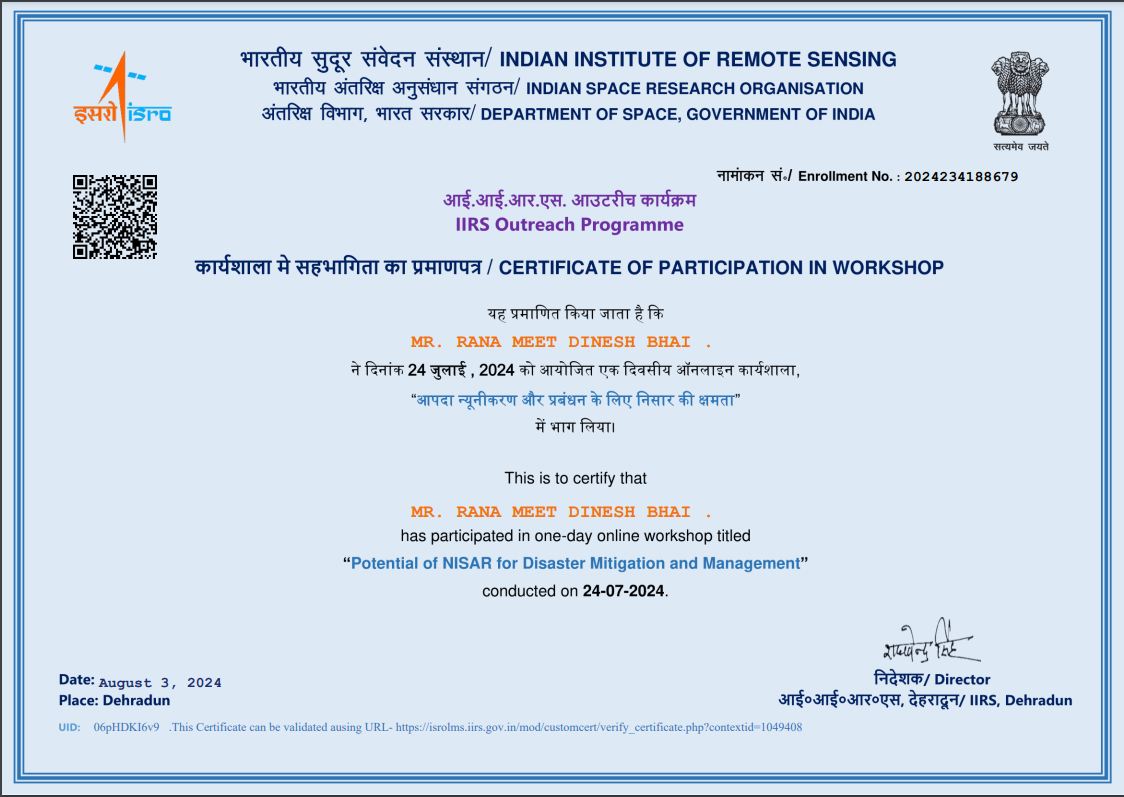 भारतीय सुदूर संवेदन संस्थान/ INDIAN INSTITUTE OF REMOTE SENSING
भारतीय अंतरिक्ष अनुसंधान संगठन/ INDIAN SPACE RESEARCH ORGANISATION
अंतरिक्ष विभाग, भारत सरकार/ DEPARTMENT OF SPACE, GOVERNMENT OF INDIA
इसरो isro
सत्यमेव जयते
नामांकन सं॰/ Enrollment No. : 2024234188679
आई.आई.आर.एस. आउटरीच कार्यक्रम
IIRS Outreach Programme
कार्यशाला मे सहभागिता का प्रमाणपत्र / CERTIFICATE OF PARTICIPATION IN WORKSHOP
यह प्रमाणित किया जाता है कि
MR. RANA MEET DINESH BHAI .
ने दिनांक 24 जुलाई , 2024 को आयोजित एक दिवसीय ऑनलाइन कार्यशाला,
“आपदा न्यूनीकरण और प्रबंधन के लिए निसार की क्षमता”
में भाग लिया।
This is to certify that
MR. RANA MEET DINESH BHAI .
has participated in one-day online workshop titled
“Potential of NISAR for Disaster Mitigation and Management”
conducted on 24-07-2024.
Date: August 3, 2024
Place: Dehradun
निदेशक/ Director
आई॰आई॰आर॰एस, देहरादून/ IIRS, Dehradun
UID: 06pHDKI6v9 .This Certificate can be validated ausing URL- https://isrolms.iirs.gov.in/mod/customcert/verify_certificate.php?contextid=1049408